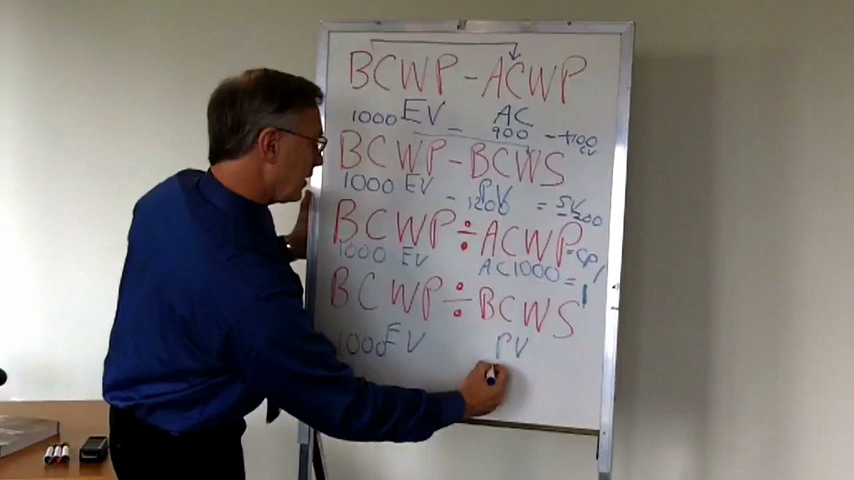 BCWP - ACWP
1000 EV - AC 900 - +100 CV
BCWP - BCWS
1000 EV - PV 1200 = SV -200
BCWP ÷ ACWP = CPI
1000 EV AC 1000 = 1
BCWP ÷ BCWS
1000 EV PV